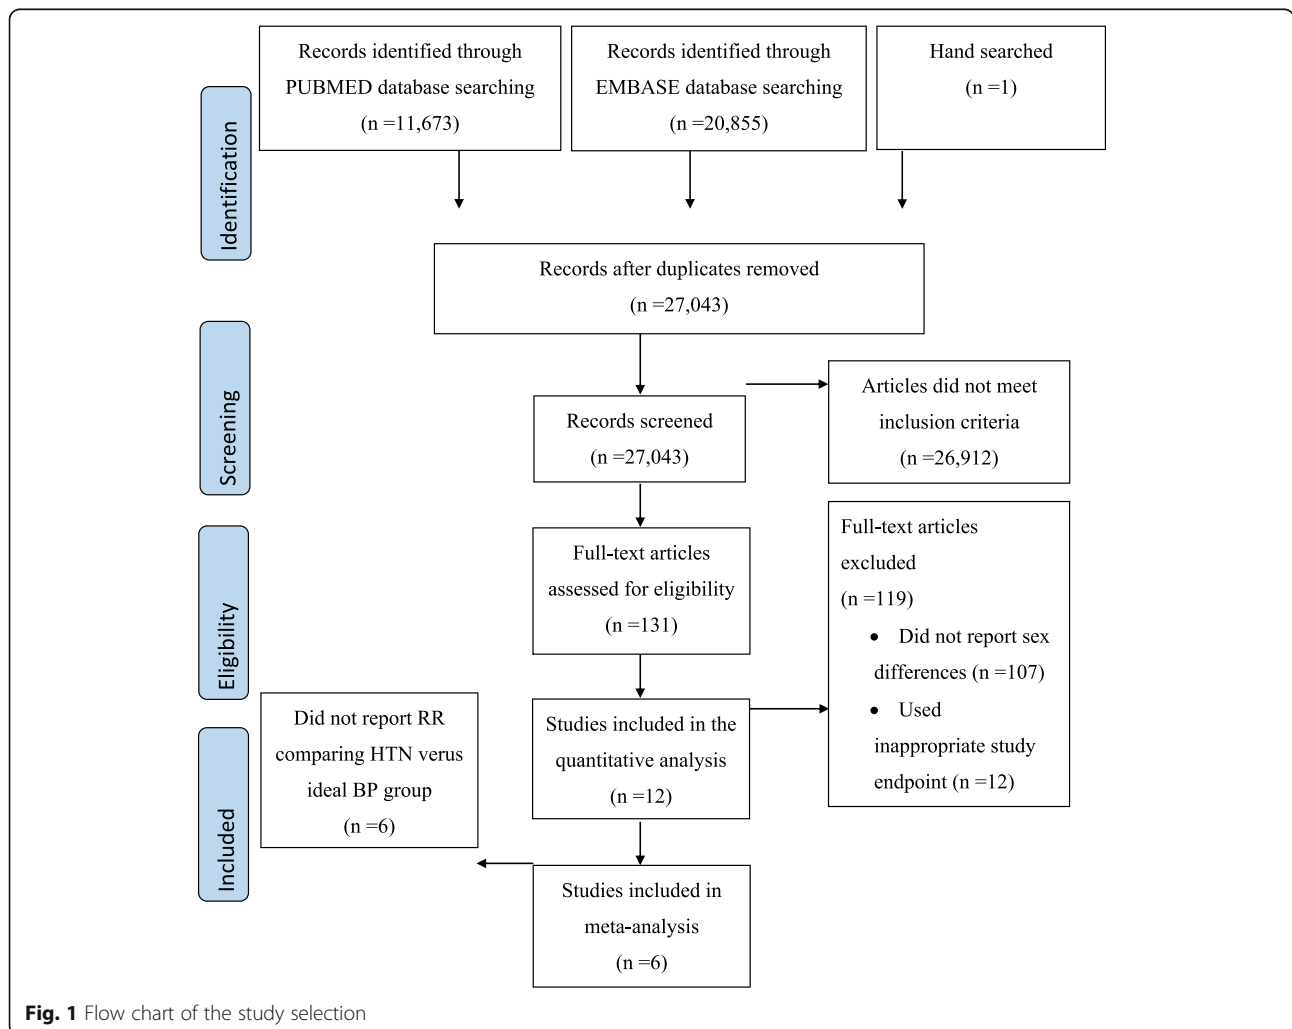 Records identified through
PUBMED database searching
(n =11,673)
Records identified through
EMBASE database searching
(n =20,855)
Hand searched
(n =1)
Identification
Records after duplicates removed
(n =27,043)
Screening
Records screened
(n =27,043)
Articles did not meet
inclusion criteria
(n =26,912)
Eligibility
Full-text articles
assessed for eligibility
(n =131)
Full-text articles
excluded
(n =119)
• Did not report sex
differences (n =107)
• Used
inappropriate study
endpoint (n =12)
Included
Studies included in the
quantitative analysis
(n =12)
Did not report RR
comparing HTN verus
ideal BP group
(n =6)
Studies included in
meta-analysis
(n =6)
Fig. 1 Flow chart of the study selection